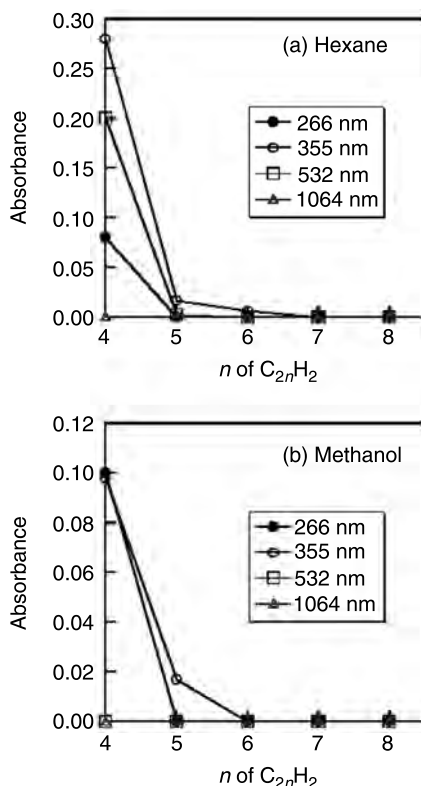 0.30
(a) Hexane
0.25
266 nm
0.20
355 nm
532 nm
0.15
1064 nm
Absorbance
0.10
0.05
0.00
4 5 6 7 8
n of C2nH2
0.12
(b) Methanol
0.10
266 nm
0.08
355 nm
532 nm
0.06
1064 nm
Absorbance
0.04
0.02
0.00
4 5 6 7 8
n of C2nH2